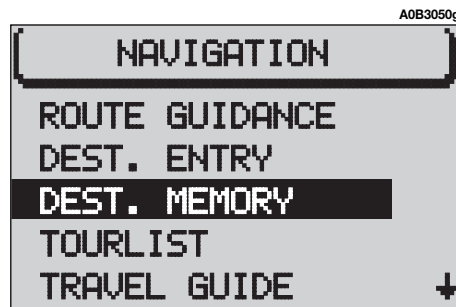 A0B3050g
NAVIGATION
ROUTE GUIDANCE
DEST. ENTRY
DEST. MEMORY
TOURLIST
TRAVEL GUIDE